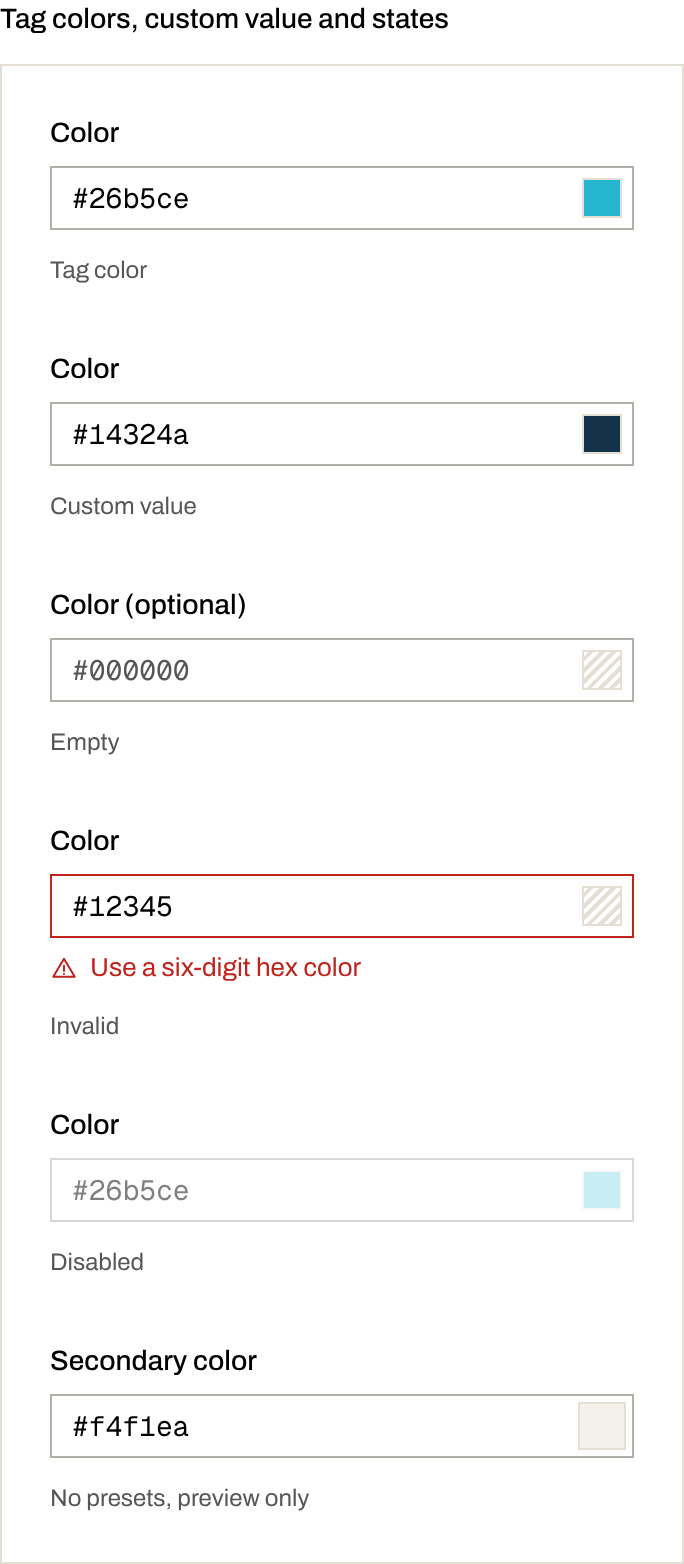 Tag colors, custom value and states
Color
#26b5ce
Tag color
Color
#14324a
Custom value
Color (optional)
#000000
Empty
Color
#12345
Use a six-digit hex color
Invalid
Color
#26b5ce
Disabled
Secondary color
#f4f1ea
No presets, preview only